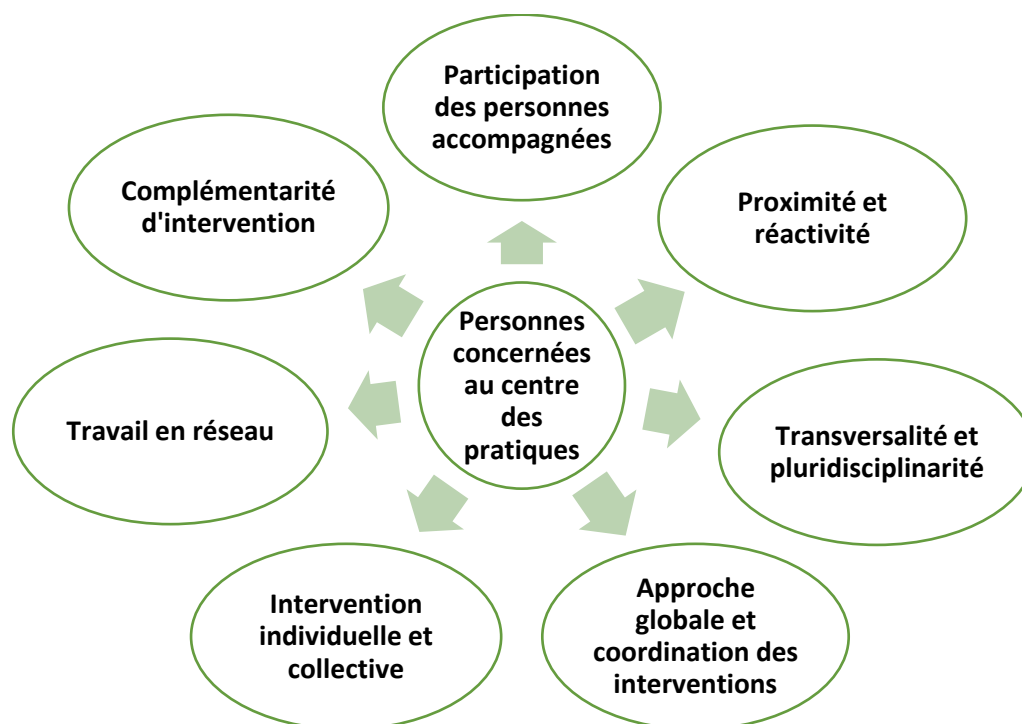 Participation
des personnes
accompagnées
Proximité et
réactivité
Transversalité et
pluridisciplinarité
Approche
globale et
coordination des
interventions
Intervention
individuelle et
collective
Travail en réseau
Complémentarité
d'intervention
Personnes
concernées
au centre
des
pratiques